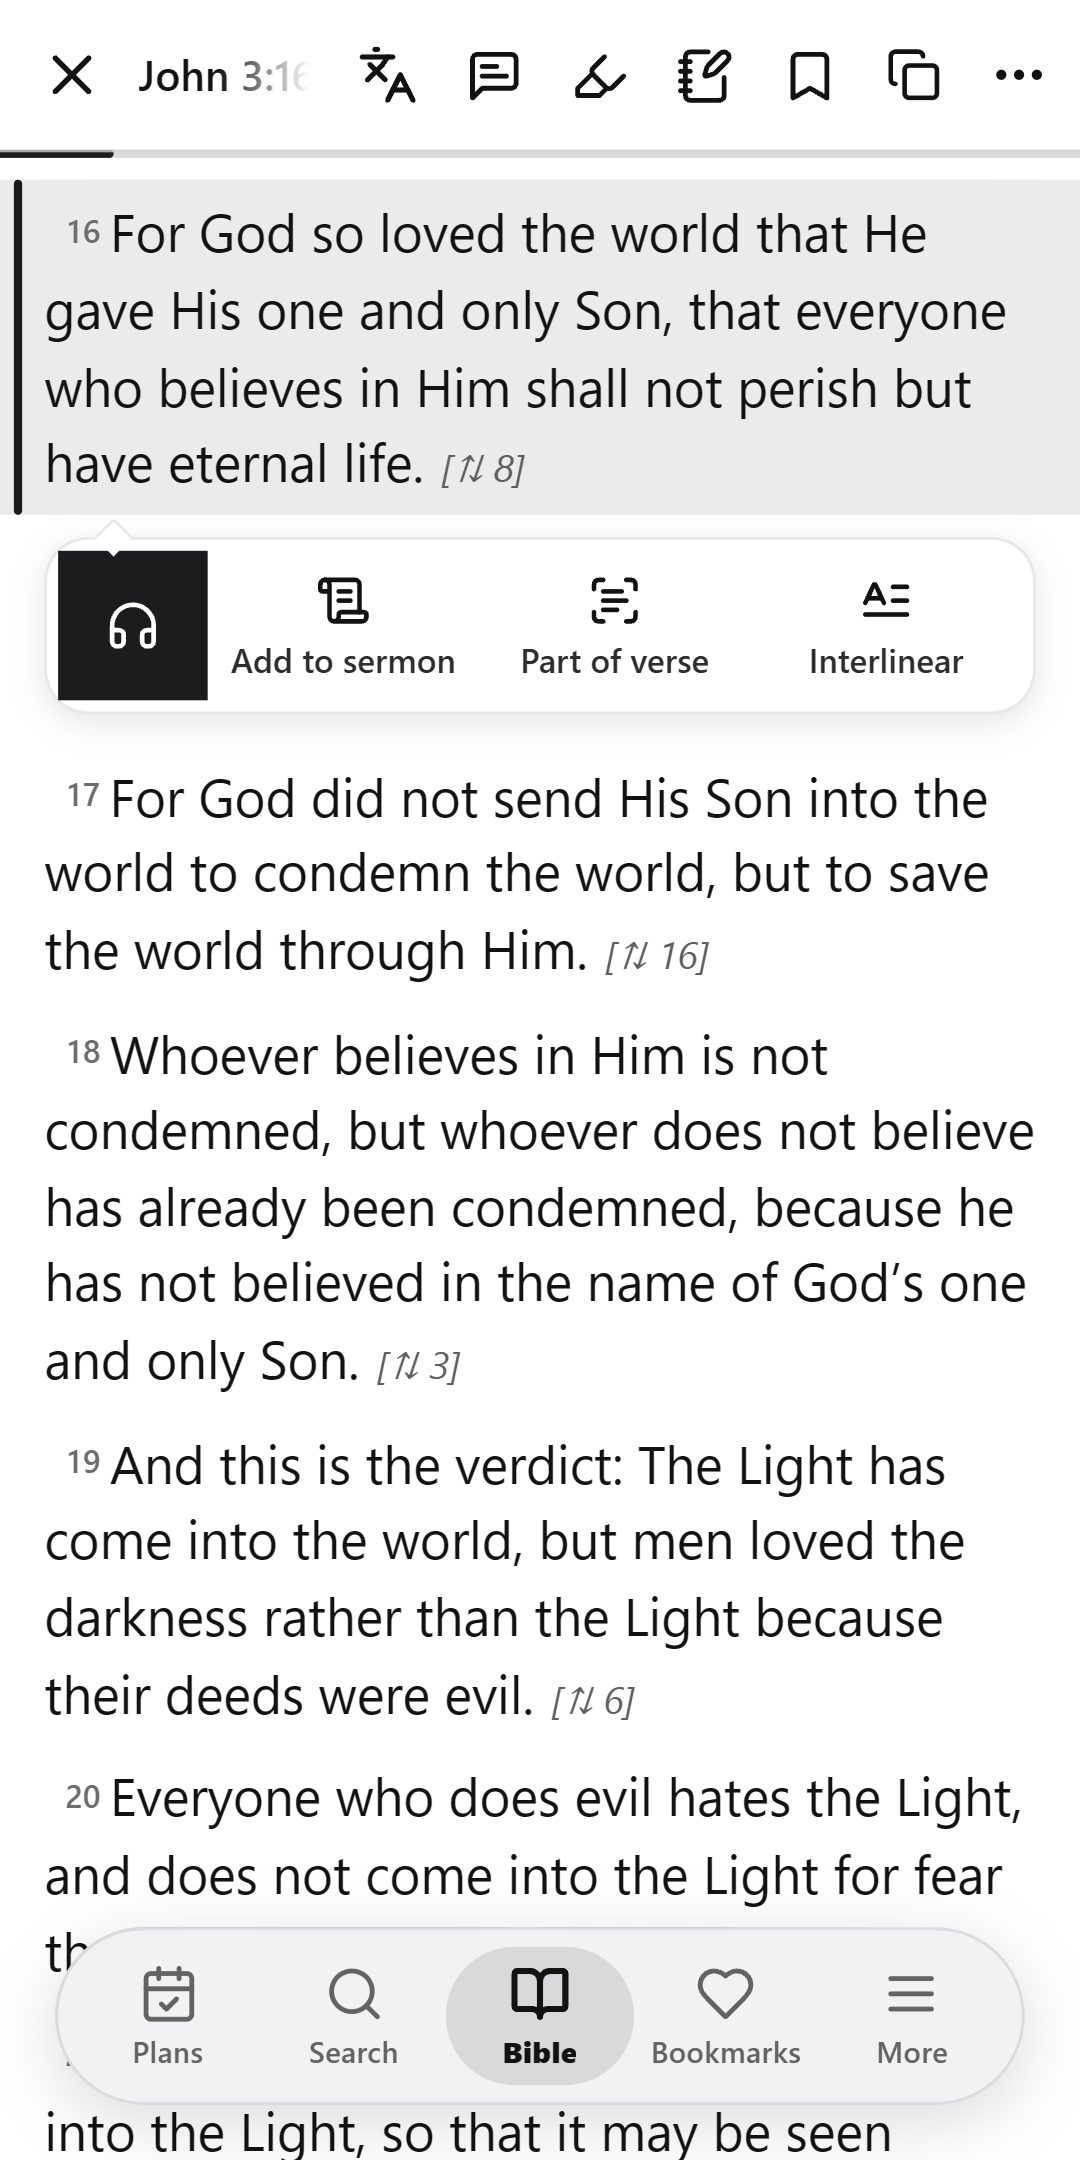 John 3:16
16 For God so loved the world that He
gave His one and only Son, that everyone
who believes in Him shall not perish but
have eternal life. [⇅ 8]
Add to sermon
Part of verse
Interlinear
17 For God did not send His Son into the
world to condemn the world, but to save
the world through Him. [⇅ 16]
18 Whoever believes in Him is not
condemned, but whoever does not believe
has already been condemned, because he
has not believed in the name of God’s one
and only Son. [⇅ 3]
19 And this is the verdict: The Light has
come into the world, but men loved the
darkness rather than the Light because
their deeds were evil. [⇅ 6]
20 Everyone who does evil hates the Light,
and does not come into the Light for fear
Plans
Search
Bible
Bookmarks
More
into the Light, so that it may be seen